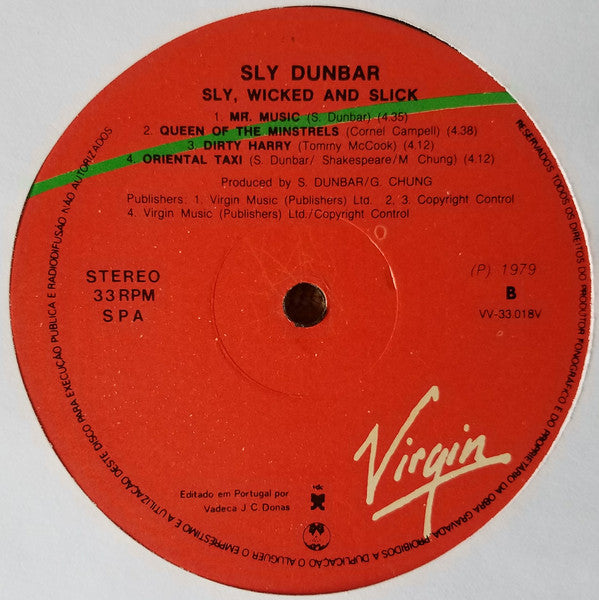 SLY DUNBAR
SLY, WICKED AND SLICK
1. MR. MUSIC (S. Dunbar) (4.35)
2. QUEEN OF THE MINSTRELS (Cornel Campell) (4.38)
3. DIRTY HARRY (Tommy McCook) (4.12)
4. ORIENTAL TAXI (S. Dunbar/ Shakespeare/M Chung) (4.12)
Produced by S. DUNBAR/G. CHUNG
Publishers: 1. Virgin Music (Publishers) Ltd. 2. 3. Copyright Control
4. Virgin Music (Publishers) Ltd./Copyright Control
STEREO
33 RPM
SPA
(P) 1979
B
VV-33.018V
Virgin
Editado em Portugal por
Vadeca J. C. Donas
RESERVADOS TODOS OS DIREITOS DO PRODUTOR FONOGRÁFICO E DO PROPRIETÁRIO DA OBRA GRAVADA. PROIBIDOS A DUPLICAÇÃO O ALUGUER O EMPRÉSTIMO E A UTILIZAÇÃO DESTE DISCO PARA EXECUÇÃO PÚBLICA E RADIODIFUSÃO NÃO AUTORIZADOS